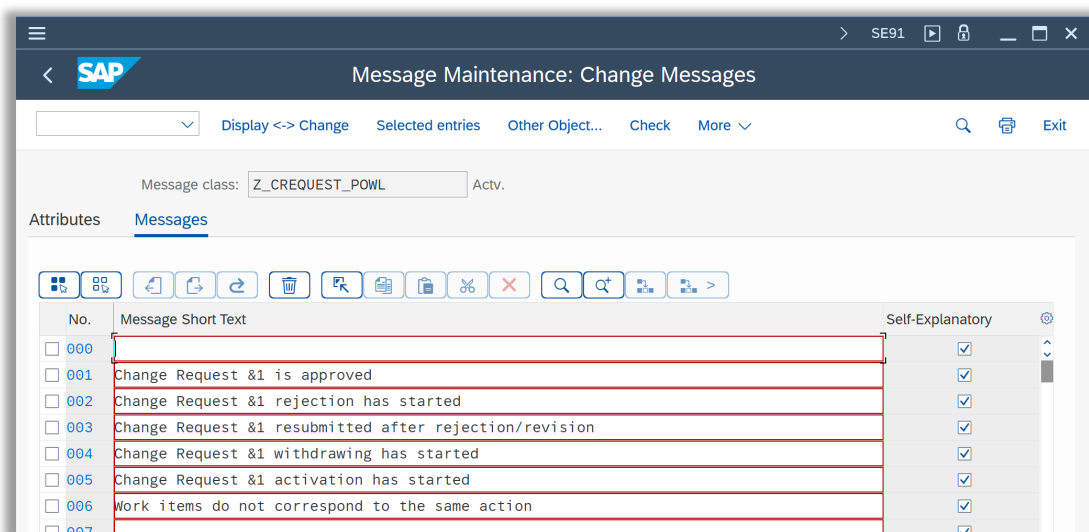 SE91
SAP Message Maintenance: Change Messages
Display <-> Change Selected entries Other Object... Check More Exit
Message class: Z_CREQUEST_POWL Actv.
Attributes Messages
No. Message Short Text Self-Explanatory
000
001 Change Request &1 is approved
002 Change Request &1 rejection has started
003 Change Request &1 resubmitted after rejection/revision
004 Change Request &1 withdrawing has started
005 Change Request &1 activation has started
006 Work items do not correspond to the same action
007